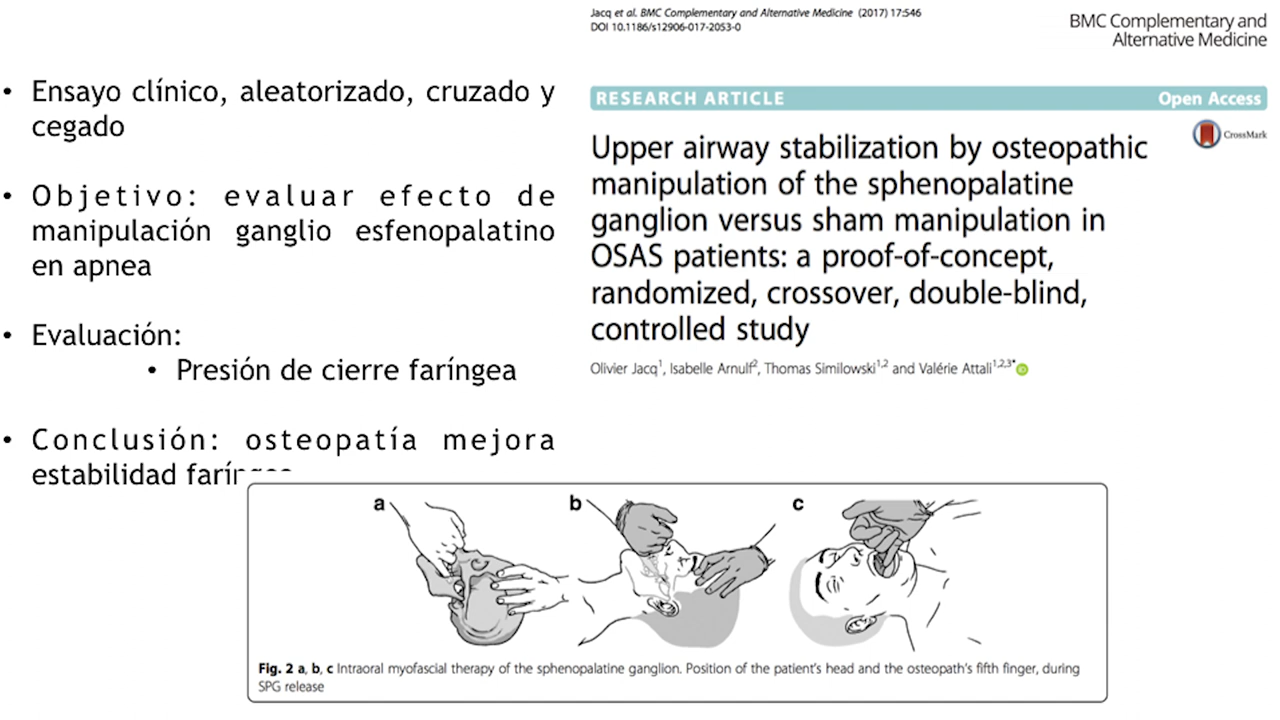 Jacq et al. BMC Complementary and Alternative Medicine (2017) 17:546
DOI 10.1186/s12906-017-2053-0
BMC Complementary and
Alternative Medicine
• Ensayo clínico, aleatorizado, cruzado y
cegado
• Objetivo: evaluar efecto de
manipulación ganglio esfenopalatino
en apnea
• Evaluación:
• Presión de cierre faríngea
• Conclusión: osteopatía mejora
estabilidad
RESEARCH ARTICLE
Open Access
CrossMark
Upper airway stabilization by osteopathic
manipulation of the sphenopalatine
ganglion versus sham manipulation in
OSAS patients: a proof-of-concept,
randomized, crossover, double-blind,
controlled study
Olivier Jacq1, Isabelle Arnulf2, Thomas Similowski1,2 and Valérie Attali1,2,3*
a
b
c
Fig. 2 a, b, c Intraoral myofascial therapy of the sphenopalatine ganglion. Position of the patient's head and the osteopath's fifth finger, during
SPG release